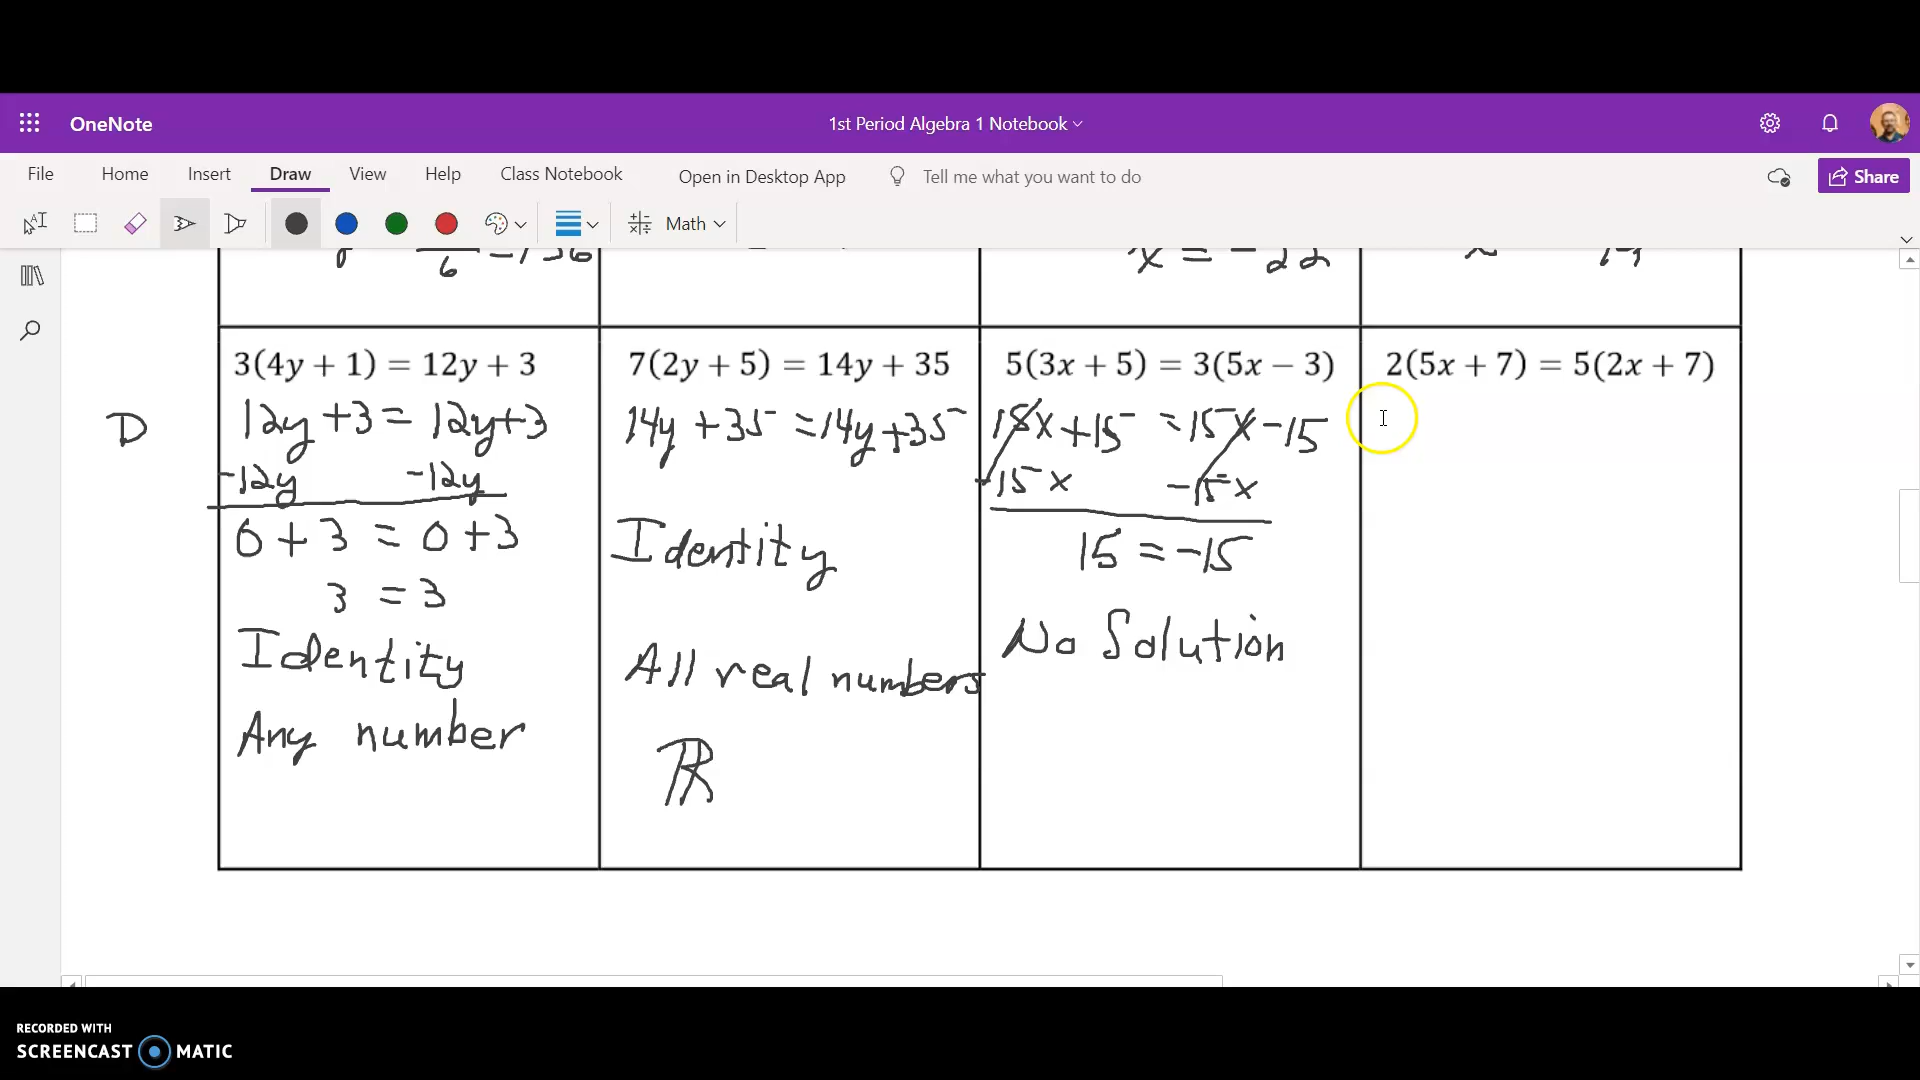 OneNote
1st Period Algebra 1 Notebook
File Home Insert Draw View Help Class Notebook Open in Desktop App Tell me what you want to do Share
Math
6 = 136
x = -22
D
3(4y + 1) = 12y + 3
12y + 3 = 12y + 3
-12y -12y
0 + 3 = 0 + 3
3 = 3
Identity
Any number
7(2y + 5) = 14y + 35
14y + 35 = 14y + 35
Identity
All real numbers
ℝ
5(3x + 5) = 3(5x − 3)
15x + 15 = 15x - 15
-15x -15x
15 = -15
No Solution
2(5x + 7) = 5(2x + 7)
RECORDED WITH
SCREENCAST MATIC